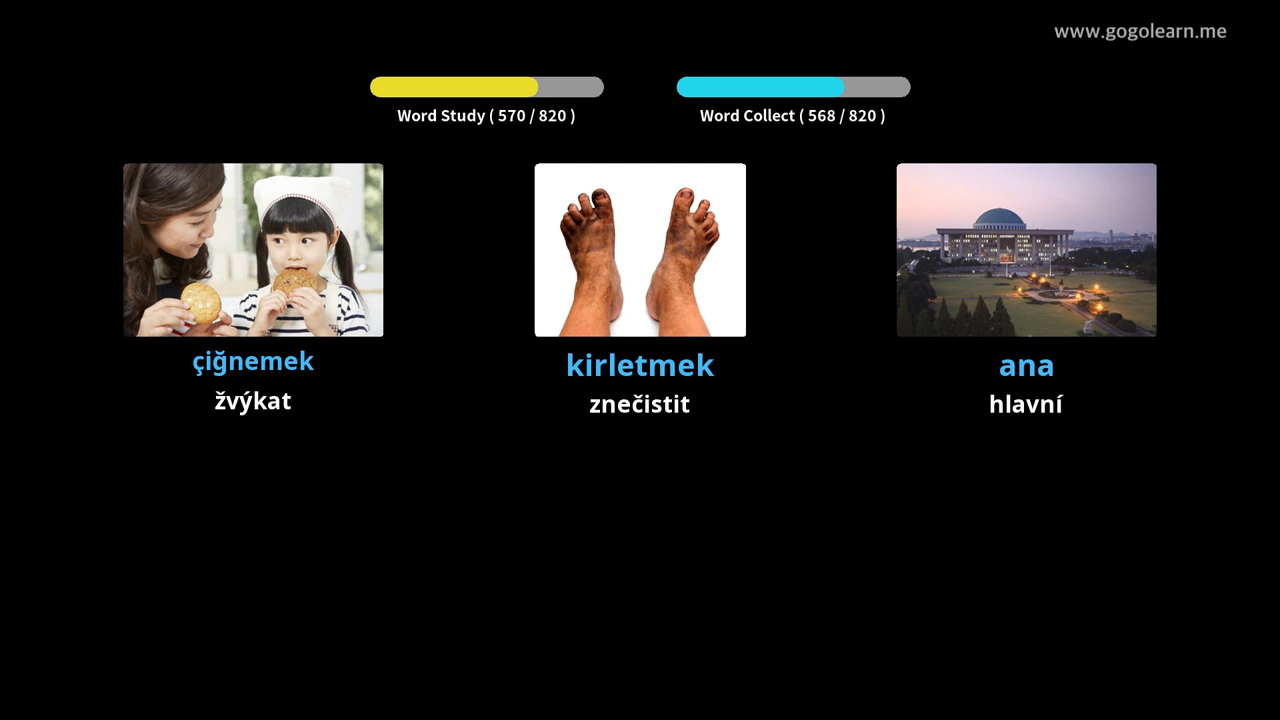 www.gogolearn.me
Word Study ( 570 / 820 )
Word Collect ( 568 / 820 )
çiğnemek
žvýkat
kirletmek
znečistit
ana
hlavní